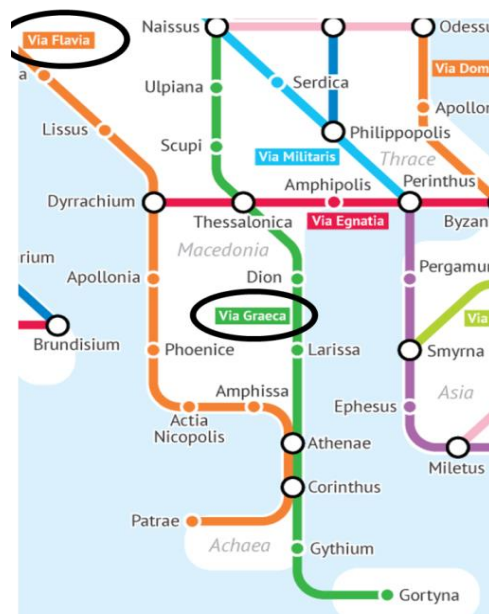 Naissus
Odessu
Via Flavia
a
Serdica
Via Dom
Ulpiana
Apollon
Lissus
Philippopolis
Scupi
Via Militaris
Thrace
Amphipolis
Perinthus
Dyrrachium
Thessalonica
Via Egnatia
Byzan
Macedonia
rium
Apollonia
Dion
Pergamu
Via Graeca
Via
Brundisium
Phoenice
Larissa
Smyrna
Amphissa
Asia
Ephesus
Actia
Nicopolis
Athenae
Miletus
Corinthus
Patrae
Achaea
Gythium
Gortyna